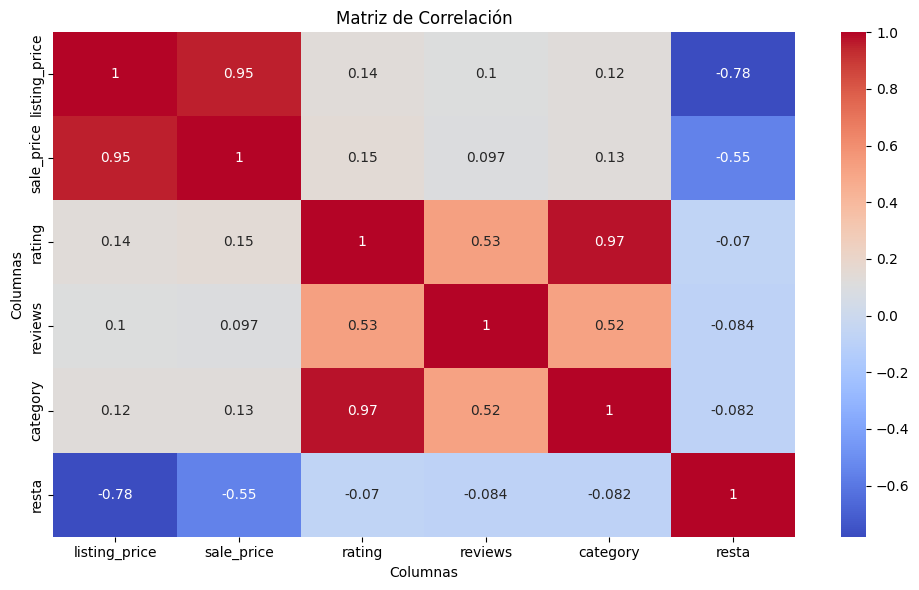 Matriz de Correlación
listing_price 1 0.95 0.14 0.1 0.12 -0.78
sale_price 0.95 1 0.15 0.097 0.13 -0.55
rating 0.14 0.15 1 0.53 0.97 -0.07
reviews 0.1 0.097 0.53 1 0.52 -0.084
category 0.12 0.13 0.97 0.52 1 -0.082
resta -0.78 -0.55 -0.07 -0.084 -0.082 1
Columnas
listing_price sale_price rating reviews category resta
Columnas
1.0
0.8
0.6
0.4
0.2
0.0
−0.2
−0.4
−0.6